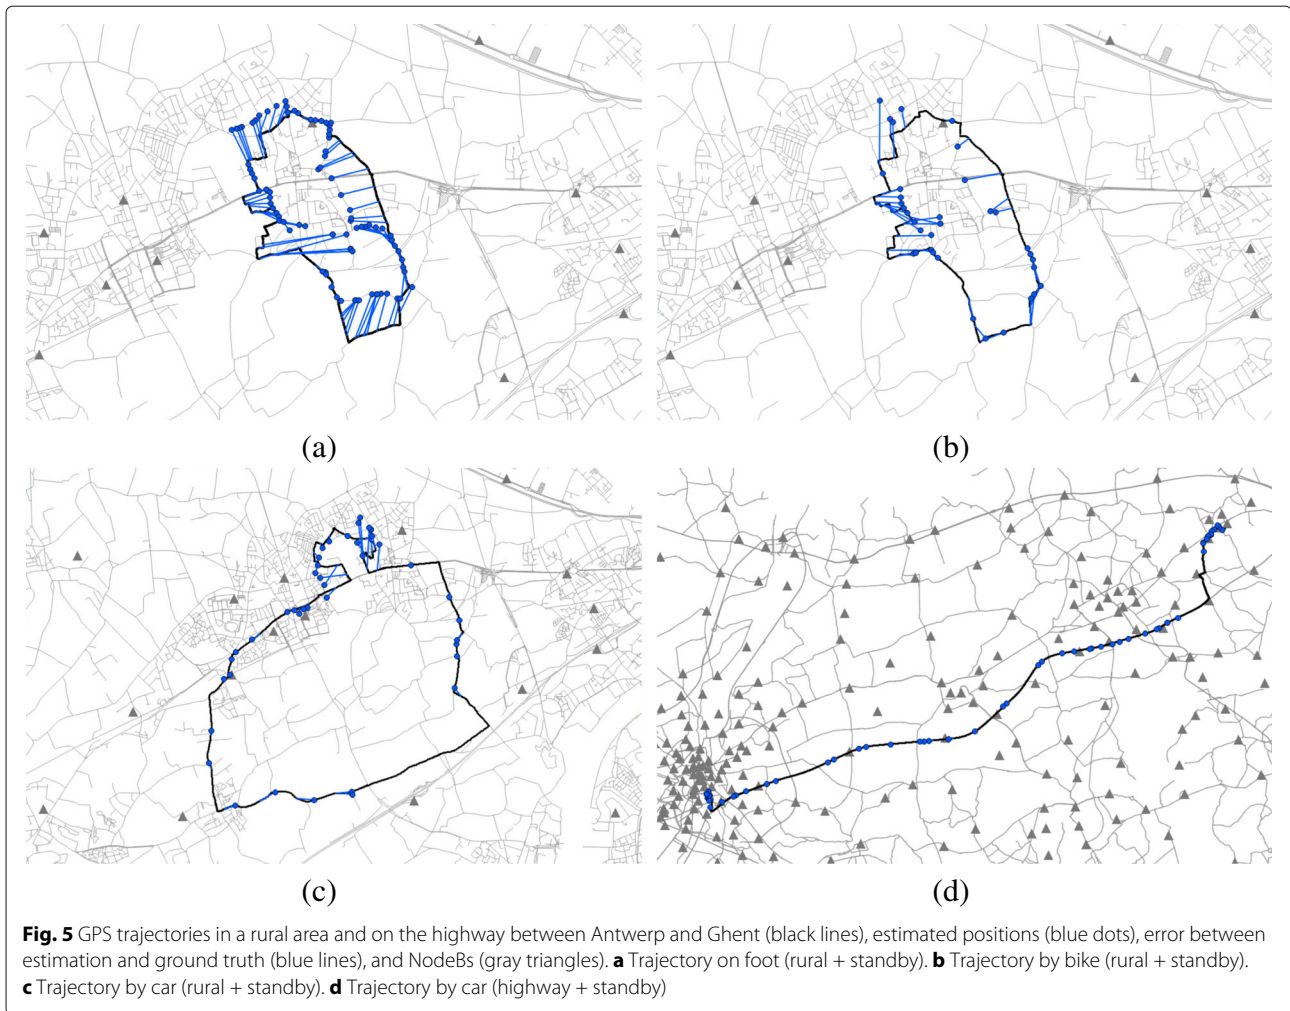 (a)
(b)
(c)
(d)
Fig. 5 GPS trajectories in a rural area and on the highway between Antwerp and Ghent (black lines), estimated positions (blue dots), error between
estimation and ground truth (blue lines), and NodeBs (gray triangles). a Trajectory on foot (rural + standby). b Trajectory by bike (rural + standby).
c Trajectory by car (rural + standby). d Trajectory by car (highway + standby)